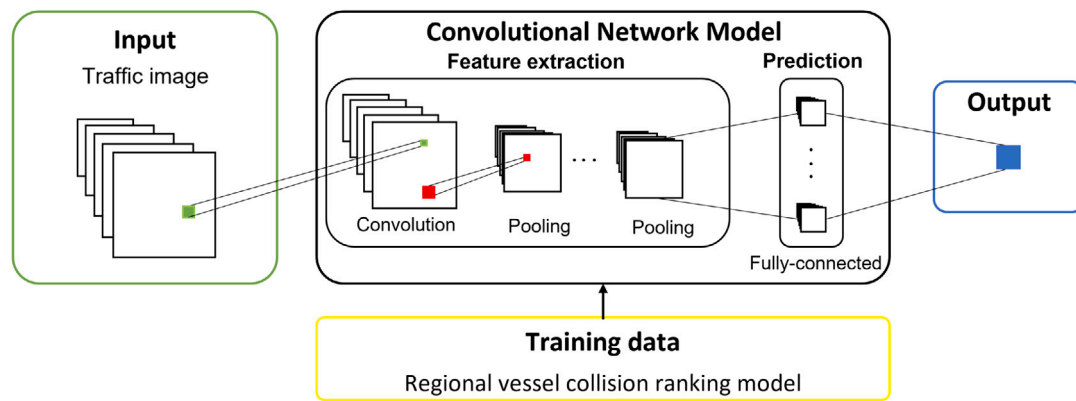 Input
Traffic image
Convolutional Network Model
Feature extraction
Convolution
Pooling
Pooling
Prediction
Fully-connected
Output
Training data
Regional vessel collision ranking model